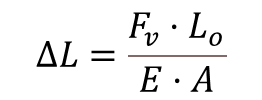 ΔL = (F_v · L_o) / (E · A)